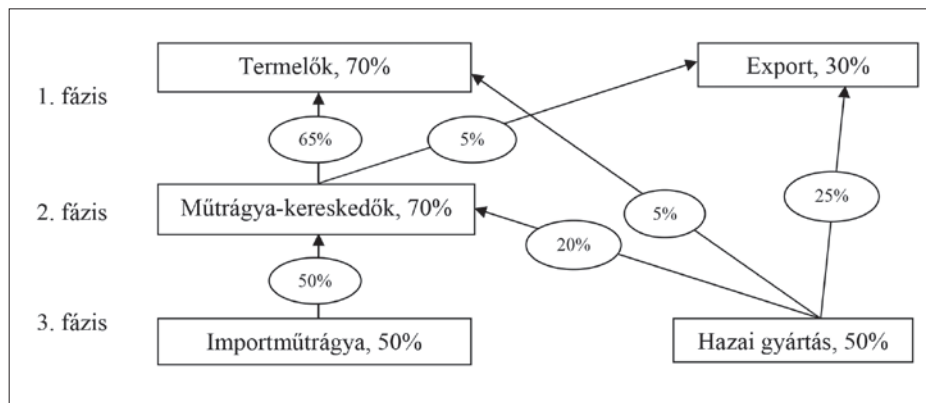 Termelők, 70%
Export, 30%
1. fázis
65%
5%
Műtrágya-kereskedők, 70%
2. fázis
5%
25%
20%
50%
3. fázis
Importműtrágya, 50%
Hazai gyártás, 50%